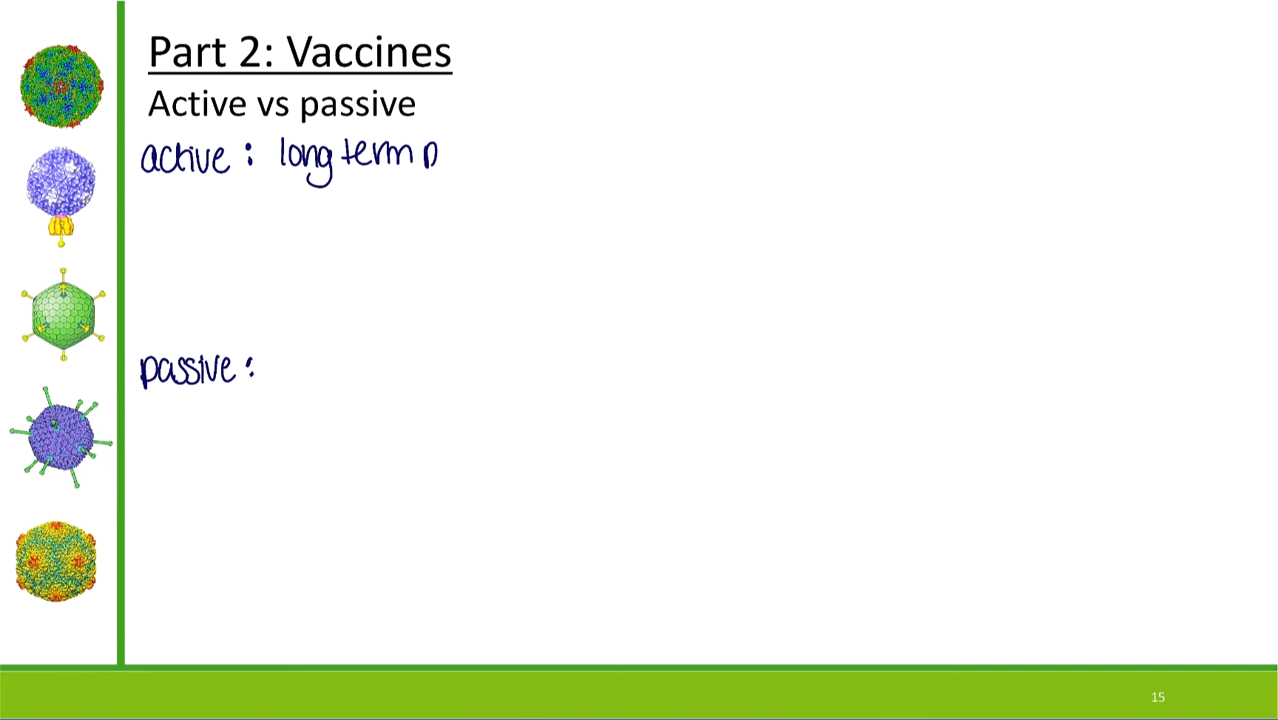 Part 2: Vaccines
Active vs passive
active: long term p
passive:
15